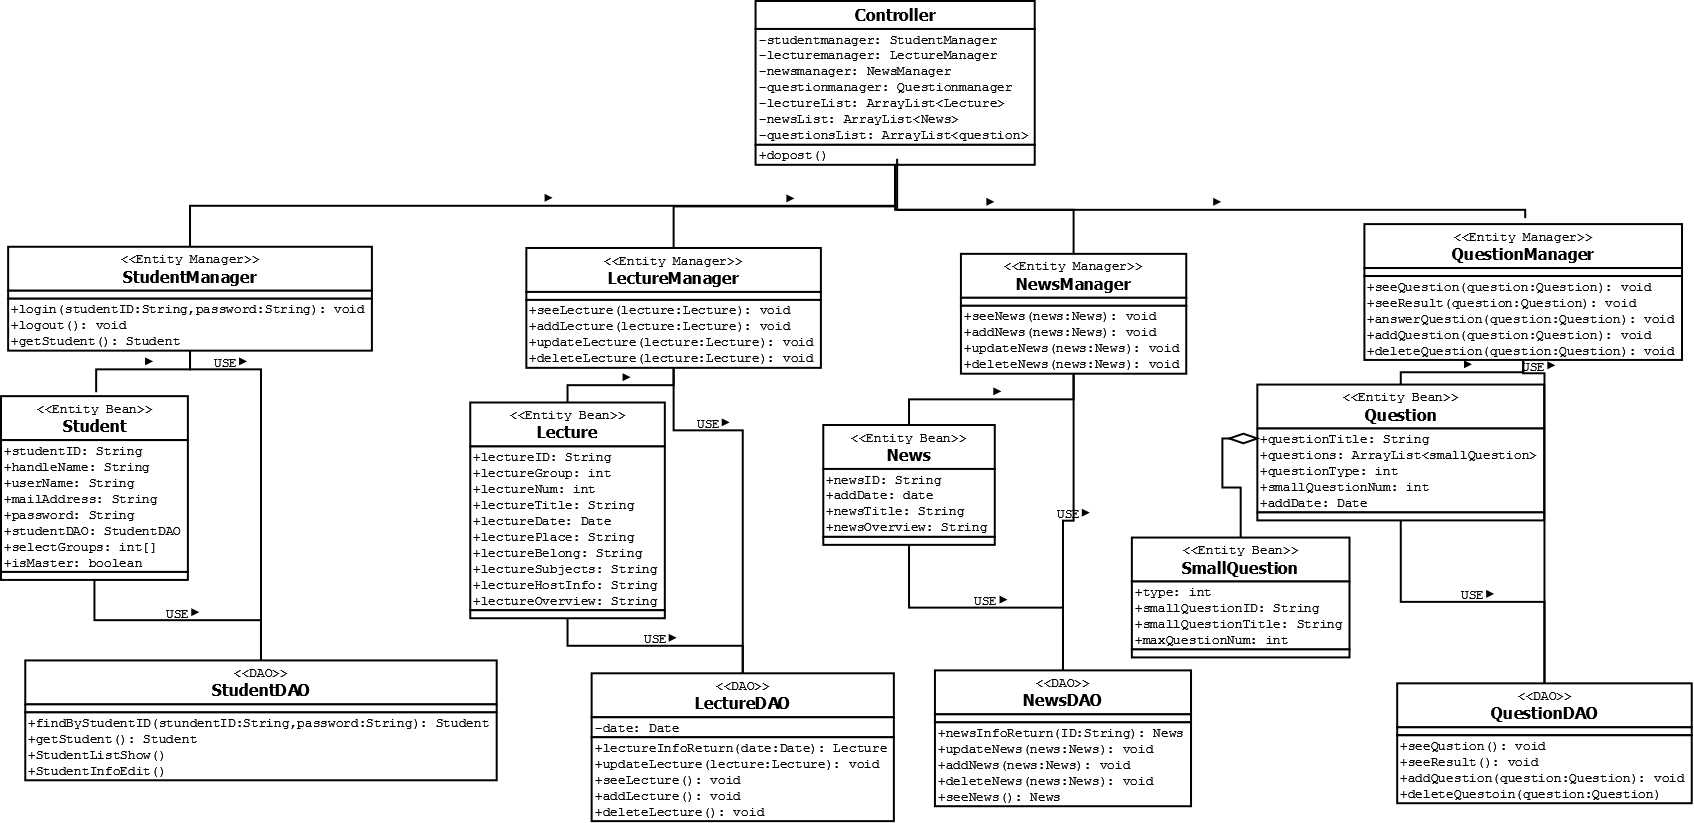 Controller
-studentmanager: StudentManager
-lecturemanager: LectureManager
-newsmanager: NewsManager
-questionmanager: Questionmanager
-lectureList: ArrayList<Lecture>
-newsList: ArrayList<News>
-questionsList: ArrayList<question>
+dopost()
<<Entity Manager>>
StudentManager
+login(studentID:String,password:String): void
+logout(): void
+getStudent(): Student
<<Entity Manager>>
LectureManager
+seeLecture(lecture:Lecture): void
+addLecture(lecture:Lecture): void
+updateLecture(lecture:Lecture): void
+deleteLecture(lecture:Lecture): void
<<Entity Manager>>
NewsManager
+seeNews(news:News): void
+addNews(news:News): void
+updateNews(news:News): void
+deleteNews(news:News): void
<<Entity Manager>>
QuestionManager
+seeQuestion(question:Question): void
+seeResult(question:Question): void
+answerQuestion(question:Question): void
+addQuestion(question:Question): void
+deleteQuestion(question:Question): void
USE
USE
USE
USE
<<Entity Bean>>
Student
+studentID: String
+handleName: String
+userName: String
+mailAddress: String
+password: String
+studentDAO: StudentDAO
+selectGroups: int[]
+isMaster: boolean
<<Entity Bean>>
Lecture
+lectureID: String
+lectureGroup: int
+lectureNum: int
+lectureTitle: String
+lectureDate: Date
+lecturePlace: String
+lectureBelong: String
+lectureSubjects: String
+lectureHostInfo: String
+lectureOverview: String
<<Entity Bean>>
News
+newsID: String
+addDate: date
+newsTitle: String
+newsOverview: String
<<Entity Bean>>
Question
+questionTitle: String
+questions: ArrayList<smallQuestion>
+questionType: int
+smallQuestionNum: int
+addDate: Date
<<Entity Bean>>
SmallQuestion
+type: int
+smallQuestionID: String
+smallQuestionTitle: String
+maxQuestionNum: int
USE
USE
USE
USE
<<DAO>>
StudentDAO
+findByStudentID(stundentID:String,password:String): Student
+getStudent(): Student
+StudentListShow()
+StudentInfoEdit()
<<DAO>>
LectureDAO
-date: Date
+lectureInfoReturn(date:Date): Lecture
+updateLecture(lecture:Lecture): void
+seeLecture(): void
+addLecture(): void
+deleteLecture(): void
<<DAO>>
NewsDAO
+newsInfoReturn(ID:String): News
+updateNews(news:News): void
+addNews(news:News): void
+deleteNews(news:News): void
+seeNews(): News
<<DAO>>
QuestionDAO
+seeQustion(): void
+seeResult(): void
+addQuestion(question:Question): void
+deleteQuestoin(question:Question)